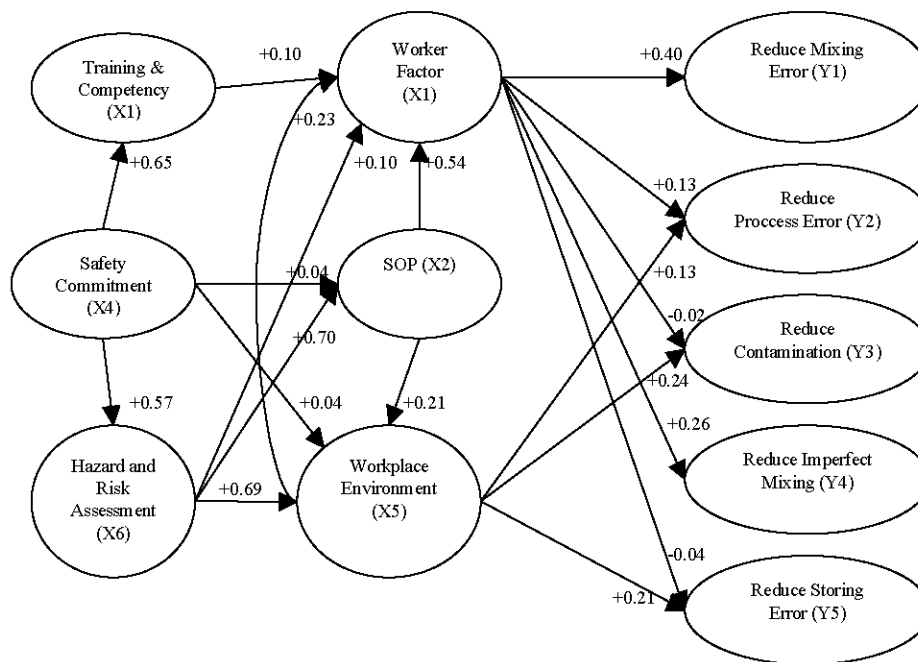 Training &
Competency
(X1)
+0.10
Worker
Factor
(X1)
+0.40
Reduce Mixing
Error (Y1)
+0.65
+0.23
+0.10
+0.54
+0.13
Reduce
Proccess Error (Y2)
Safety
Commitment
(X4)
+0.04
SOP (X2)
+0.13
+0.70
-0.02
Reduce
Contamination (Y3)
+0.57
+0.04
+0.21
+0.24
+0.26
Hazard and
Risk
Assessment
(X6)
+0.69
Workplace
Environment
(X5)
Reduce Imperfect
Mixing (Y4)
-0.04
+0.21
Reduce Storing
Error (Y5)